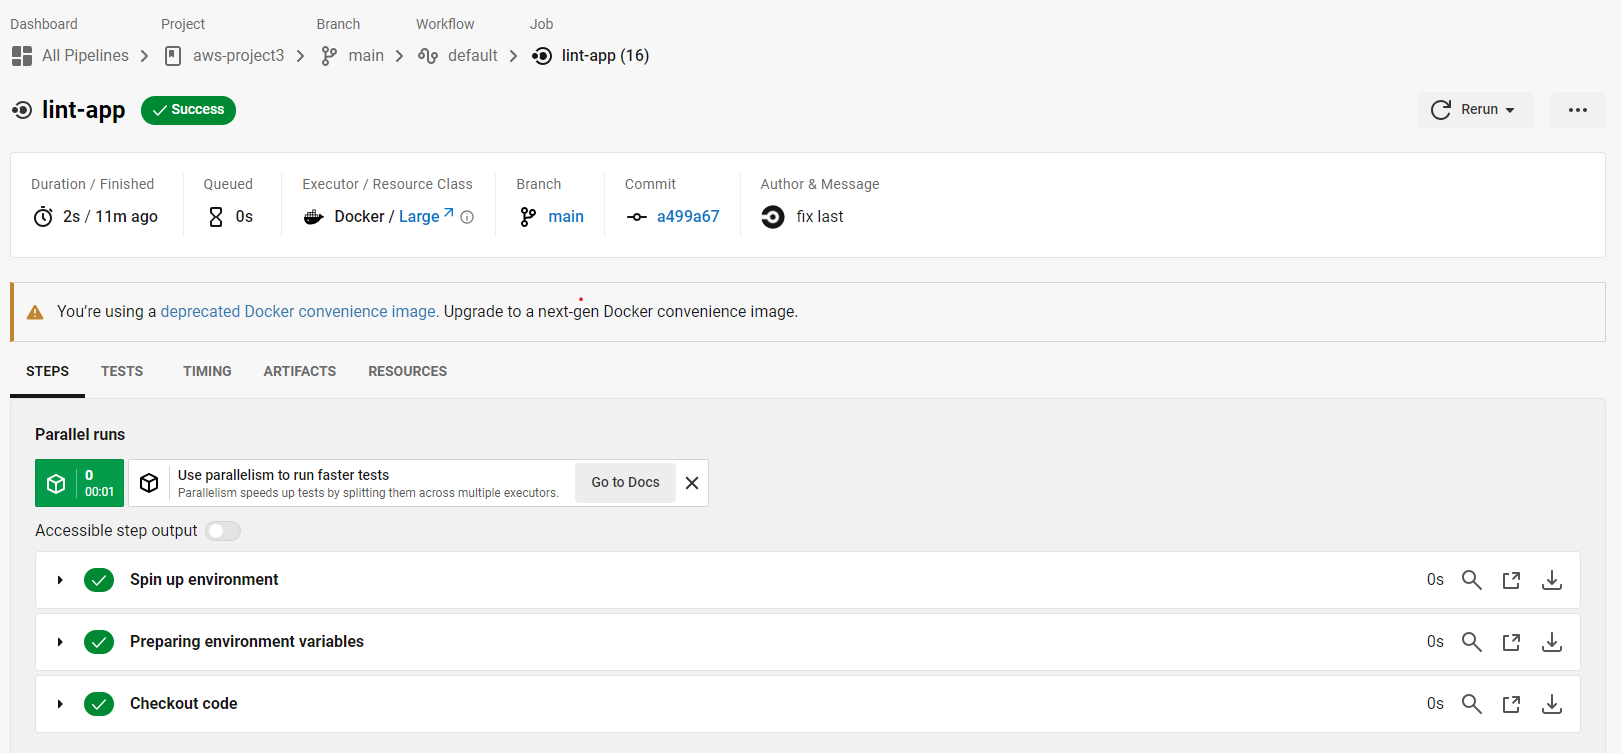 Dashboard Project Branch Workflow Job
All Pipelines aws-project3 main default lint-app (16)
lint-app Success Rerun
Duration / Finished Queued Executor / Resource Class Branch Commit Author & Message
2s / 11m ago 0s Docker / Large main a499a67 fix last
You're using a deprecated Docker convenience image. Upgrade to a next-gen Docker convenience image.
STEPS TESTS TIMING ARTIFACTS RESOURCES
Parallel runs
0
00:01
Use parallelism to run faster tests
Parallelism speeds up tests by splitting them across multiple executors.
Go to Docs
Accessible step output
Spin up environment 0s
Preparing environment variables 0s
Checkout code 0s